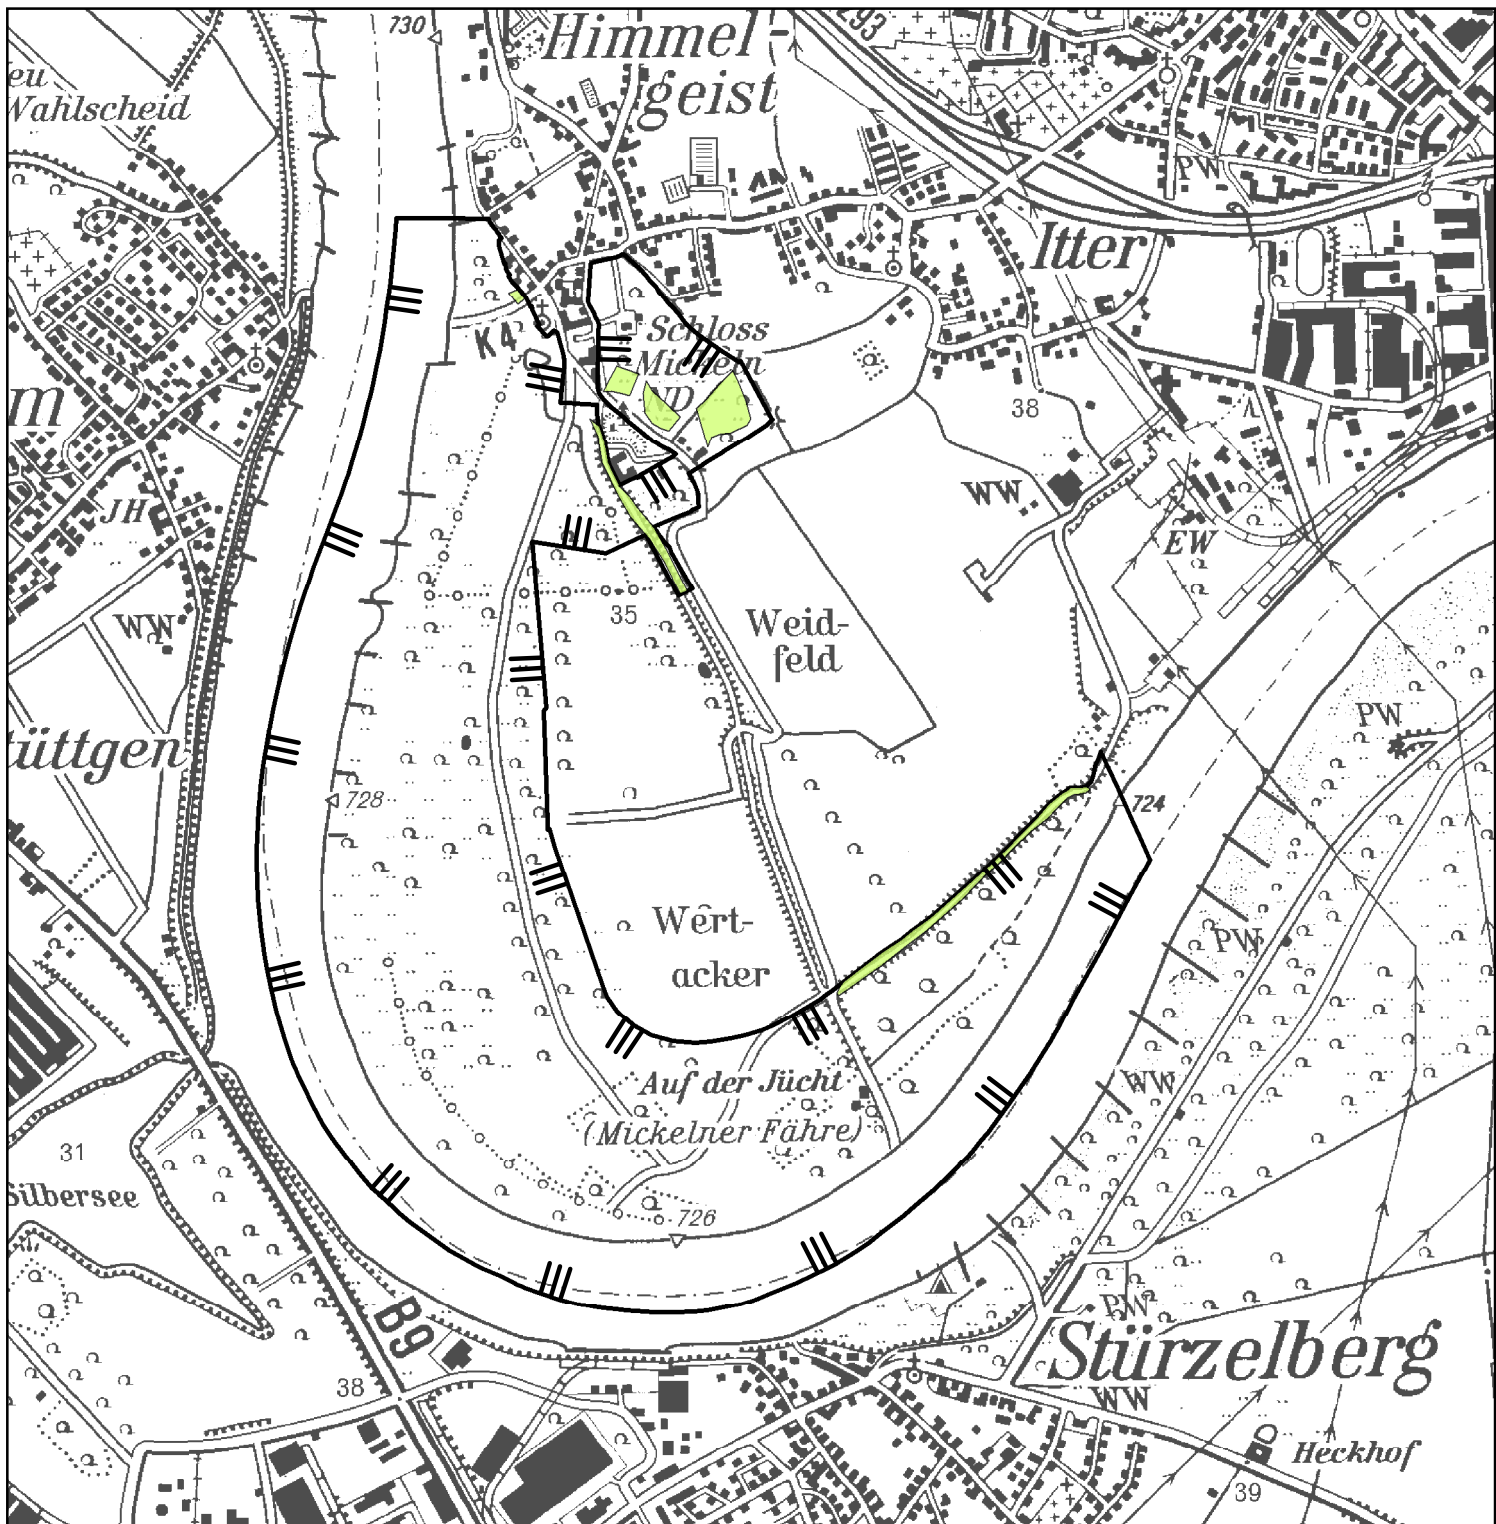 730
293
Himmel-
geist
eu
Wahlscheid
PW
Itter
K4
Schloss
Mickeln
ND
m
38
JH
WW
EW
WW
35
Weid-
feld
PW
tüttgen
728
724
Wert-
acker
PW
WW
Auf der Jücht
(Mickelner Fähre)
31
Silbersee
726
PW
B9
Stürzelberg
38
WW
Heckhof
39